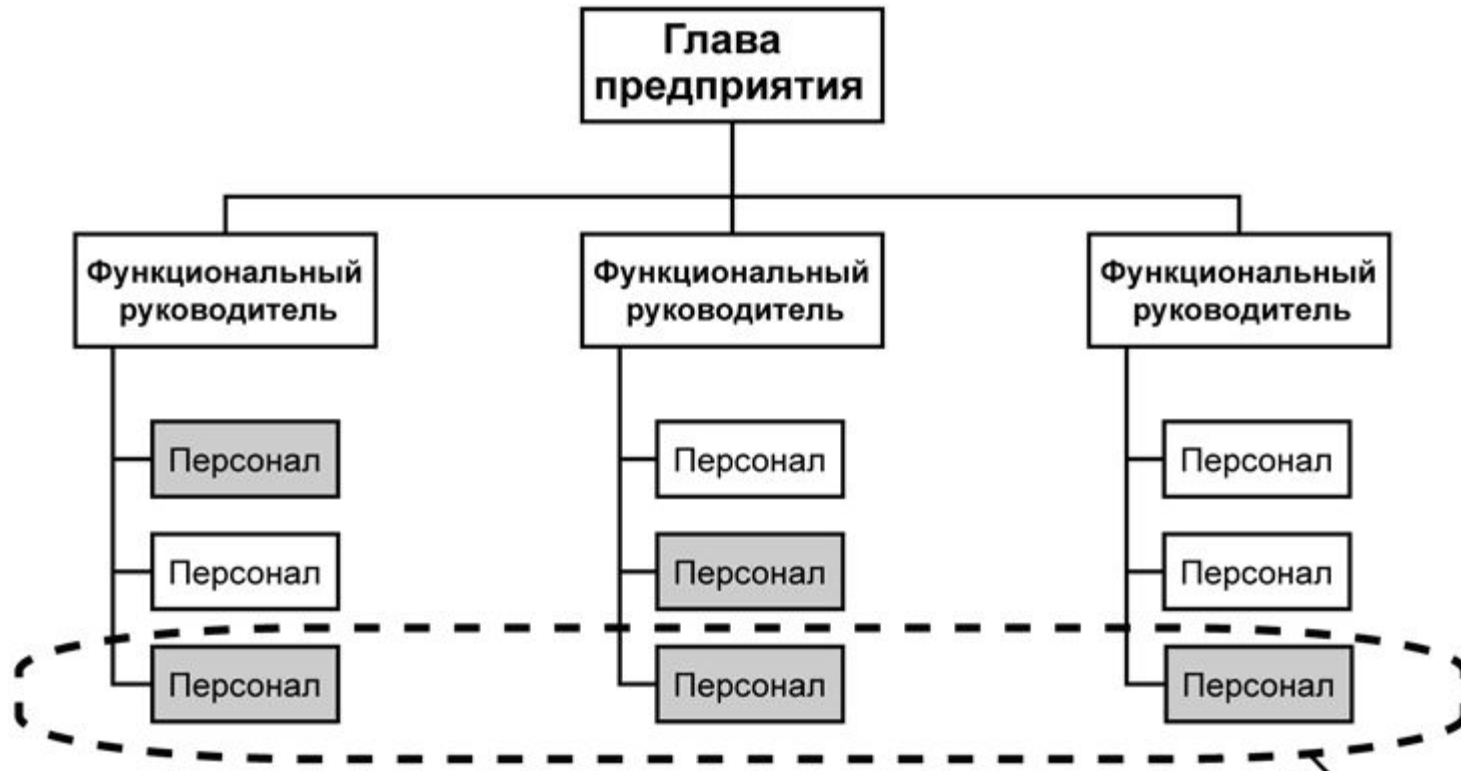 Глава
предприятия
Функциональный
руководитель
Функциональный
руководитель
Функциональный
руководитель
Персонал
Персонал
Персонал
Персонал
Персонал
Персонал
Персонал
Персонал
Персонал